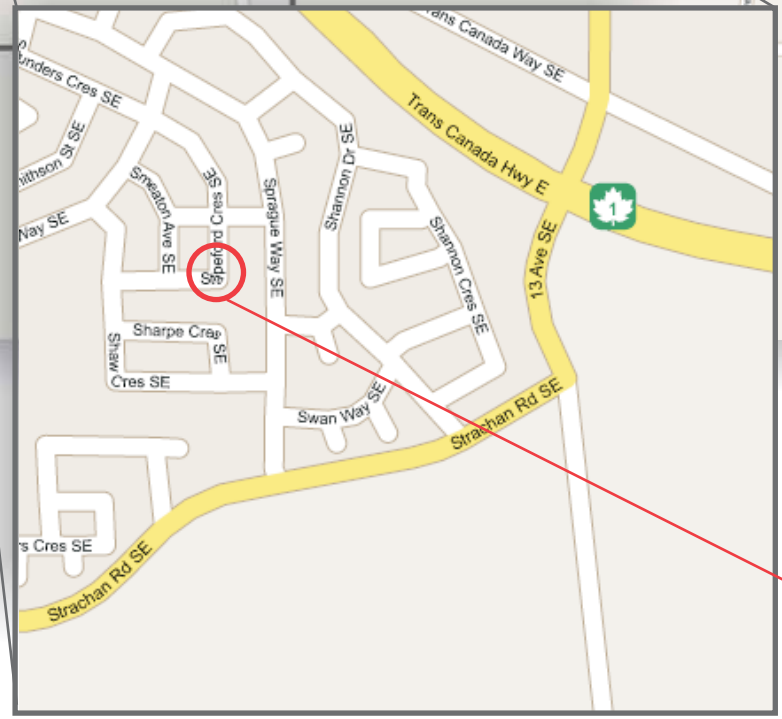 ans Canada Way SE
unders Cres SE
Trans Canada Hwy E
1
ithson St SE
Shannon Dr SE
Smeaton Ave SE
Way SE
Sprague Way SE
Shannon Cres SE
13 Ave SE
Sharpe Cres SE
Shaw Cres SE
Swan Way SE
Strachan Rd SE
rs Cres SE
Strachan Rd SE